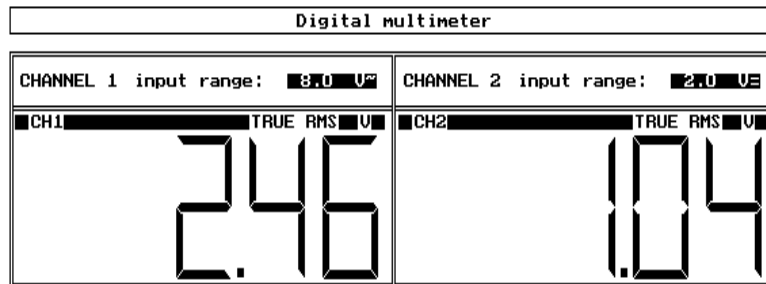 Digital multimeter
CHANNEL 1 input range: 8.0 V~
CHANNEL 2 input range: 2.0 V=
CH1 TRUE RMS V
CH2 TRUE RMS V
2.46
1.04